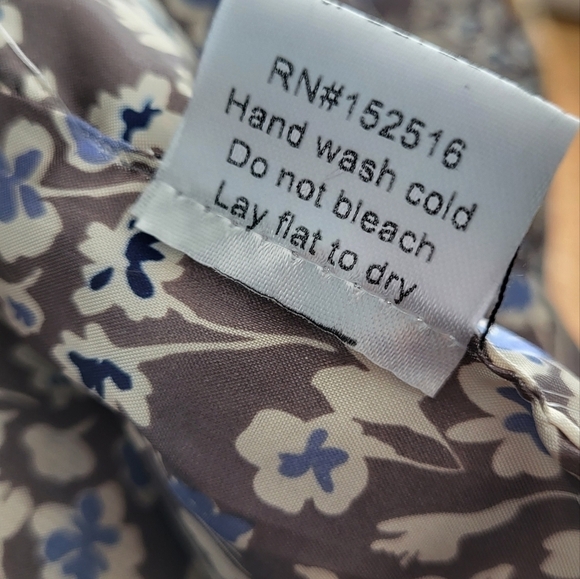 RN#152516
Hand wash cold
Do not bleach
Lay flat to dry